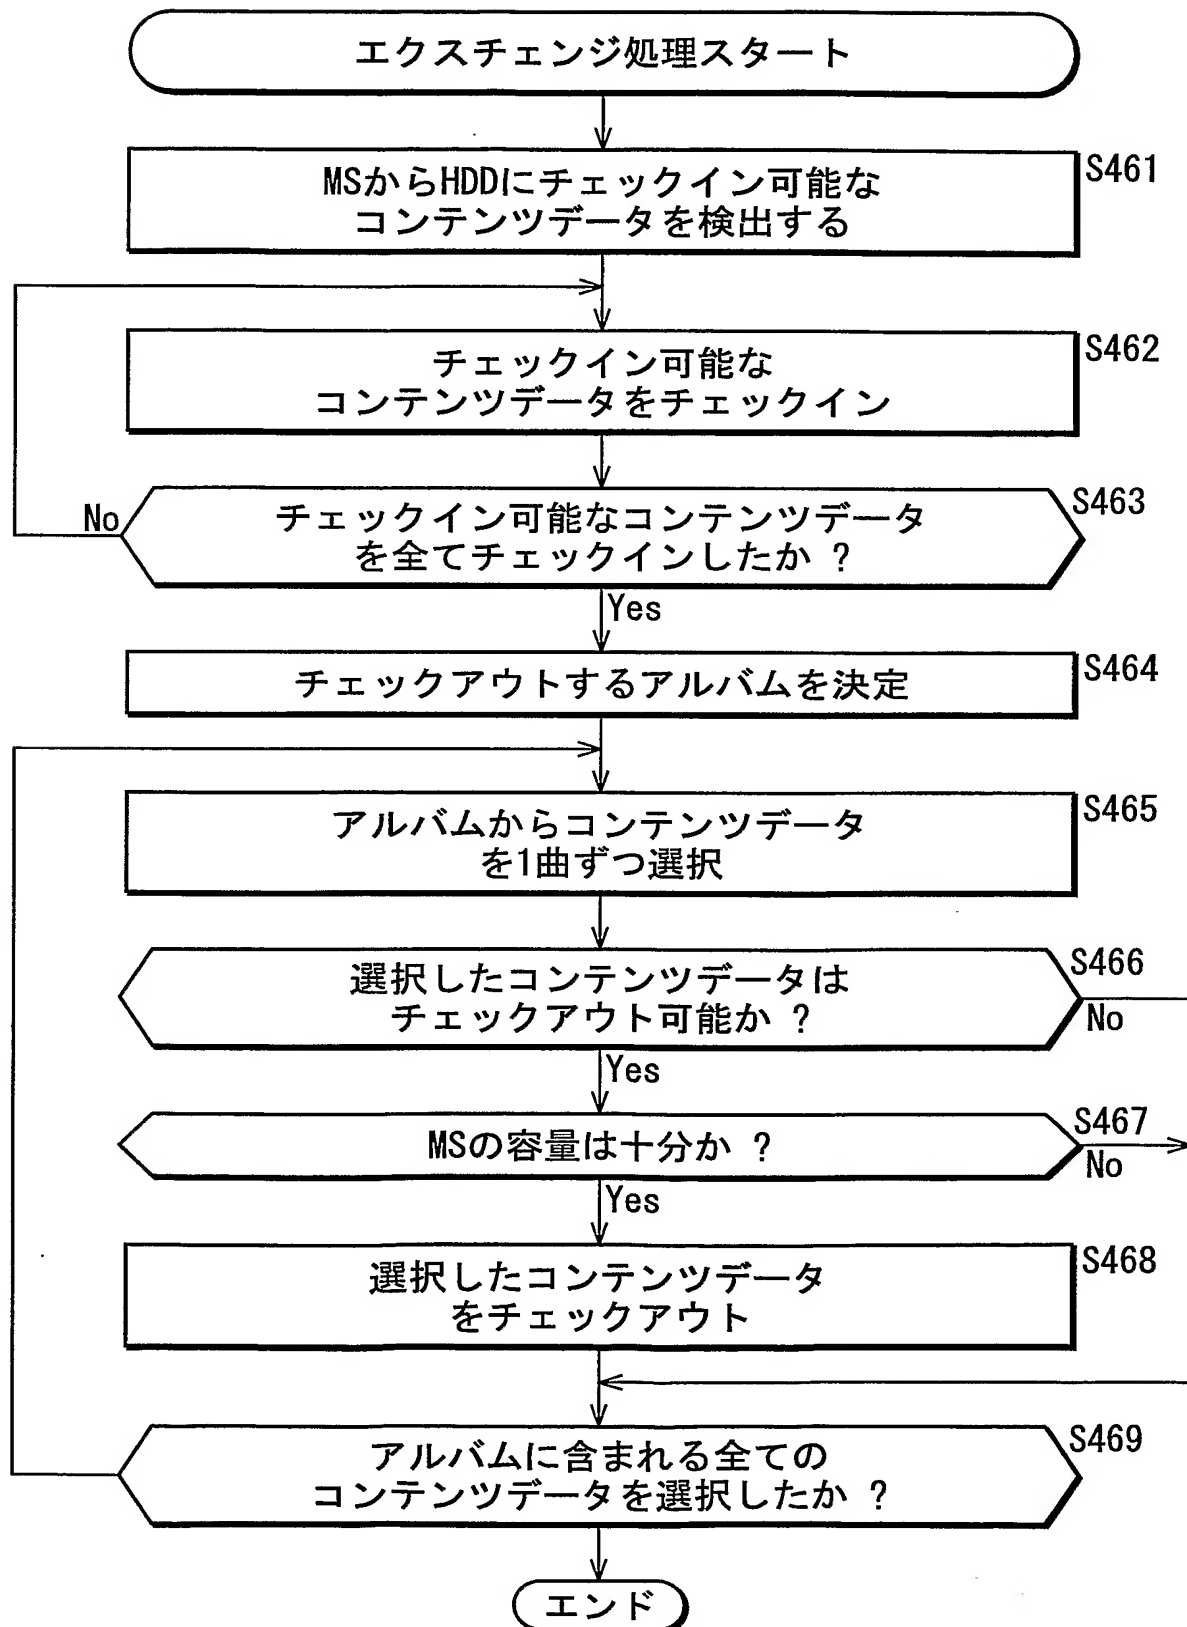 エクスチェンジ処理スタート
S461
MSからHDDにチェックイン可能な
コンテンツデータを検出する
S462
チェックイン可能な
コンテンツデータをチェックイン
S463
No
チェックイン可能なコンテンツデータ
を全てチェックインしたか ?
Yes
S464
チェックアウトするアルバムを決定
S465
アルバムからコンテンツデータ
を1曲ずつ選択
S466
選択したコンテンツデータは
チェックアウト可能か ?
No
Yes
S467
MSの容量は十分か ?
No
Yes
S468
選択したコンテンツデータ
をチェックアウト
S469
アルバムに含まれる全ての
コンテンツデータを選択したか ?
エンド